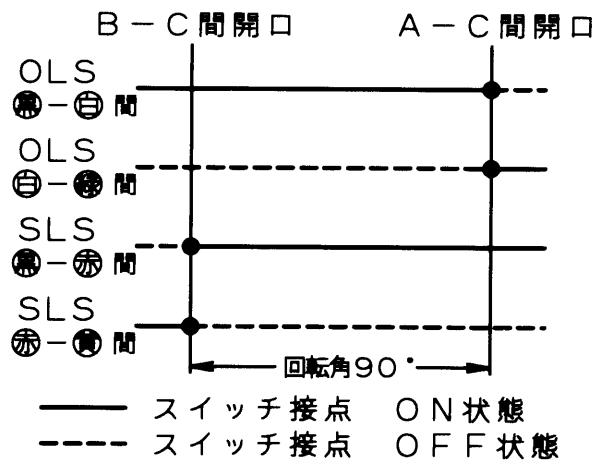 B－C間開口 A－C間開口
OLS
黒－白 間
OLS
白－緑 間
SLS
黒－赤 間
SLS
赤－黄 間
回転角90°
スイッチ接点 ON状態
スイッチ接点 OFF状態